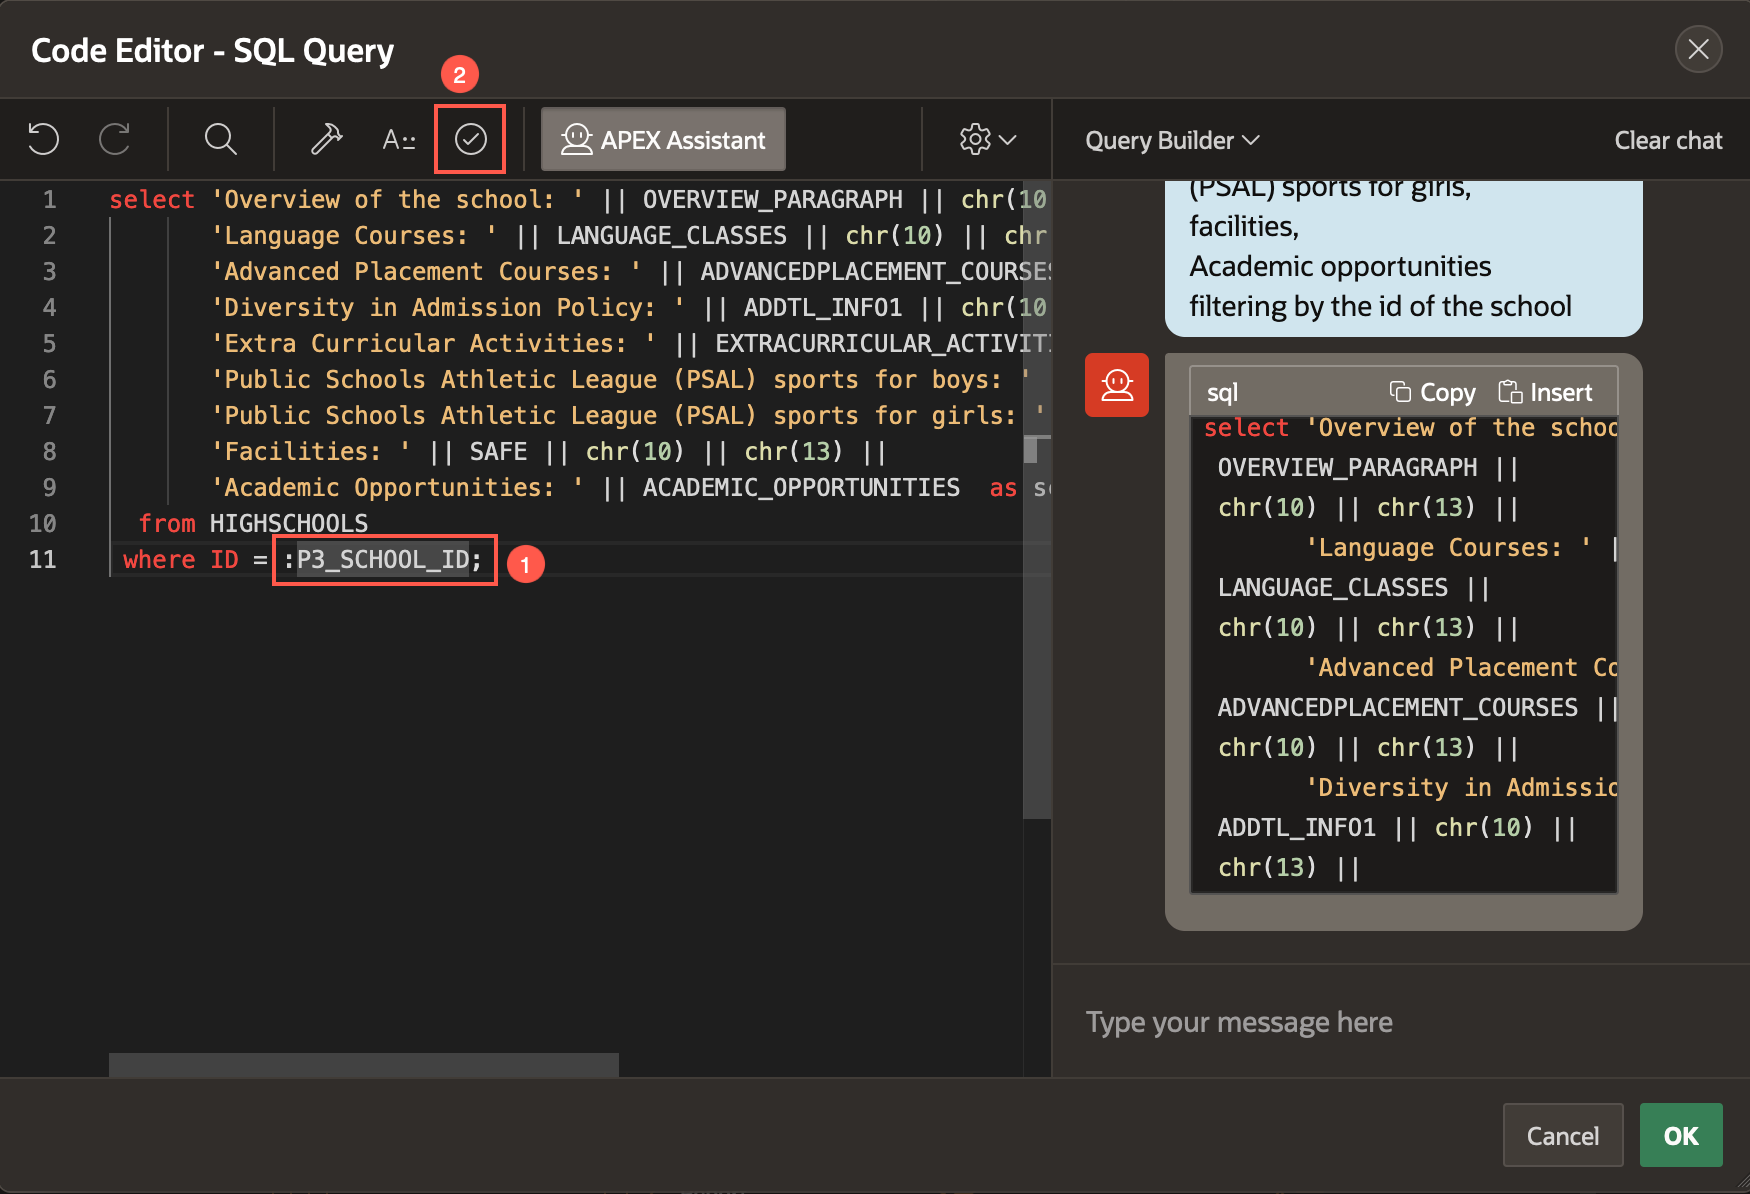 Code Editor - SQL Query
2
A
APEX Assistant
Query Builder
Clear chat
1 select 'Overview of the school: ' || OVERVIEW_PARAGRAPH || chr(10
2 'Language Courses: ' || LANGUAGE_CLASSES || chr(10) || chr
3 'Advanced Placement Courses: ' || ADVANCEDPLACEMENT_COURSES
4 'Diversity in Admission Policy: ' || ADDTL_INFO1 || chr(10
5 'Extra Curricular Activities: ' || EXTRACURRICULAR_ACTIVITI
6 'Public Schools Athletic League (PSAL) sports for boys: '
7 'Public Schools Athletic League (PSAL) sports for girls: '
8 'Facilities: ' || SAFE || chr(10) || chr(13) ||
9 'Academic Opportunities: ' || ACADEMIC_OPPORTUNITIES as
10 from HIGHSCHOOLS
11 where ID = :P3_SCHOOL_ID;
1
(PSAL) sports for girls,
facilities,
Academic opportunities
filtering by the id of the school
sql
Copy
Insert
select 'Overview of the schoo
OVERVIEW_PARAGRAPH ||
chr(10) || chr(13) ||
'Language Courses: ' |
LANGUAGE_CLASSES ||
chr(10) || chr(13) ||
'Advanced Placement Co
ADVANCEDPLACEMENT_COURSES ||
chr(10) || chr(13) ||
'Diversity in Admissio
ADDTL_INFO1 || chr(10) ||
chr(13) ||
Type your message here
Cancel
OK